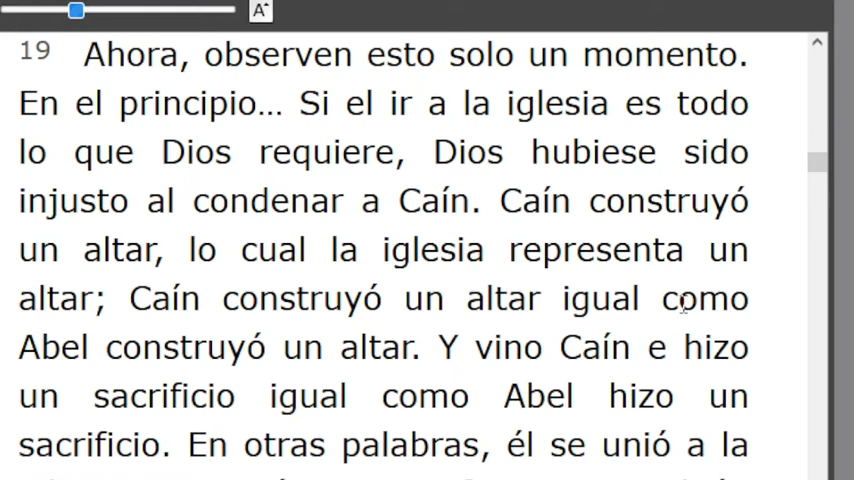 A
19 Ahora, observen esto solo un momento.
En el principio... Si el ir a la iglesia es todo
lo que Dios requiere, Dios hubiese sido
injusto al condenar a Caín. Caín construyó
un altar, lo cual la iglesia representa un
altar; Caín construyó un altar igual como
Abel construyó un altar. Y vino Caín e hizo
un sacrificio igual como Abel hizo un
sacrificio. En otras palabras, él se unió a la